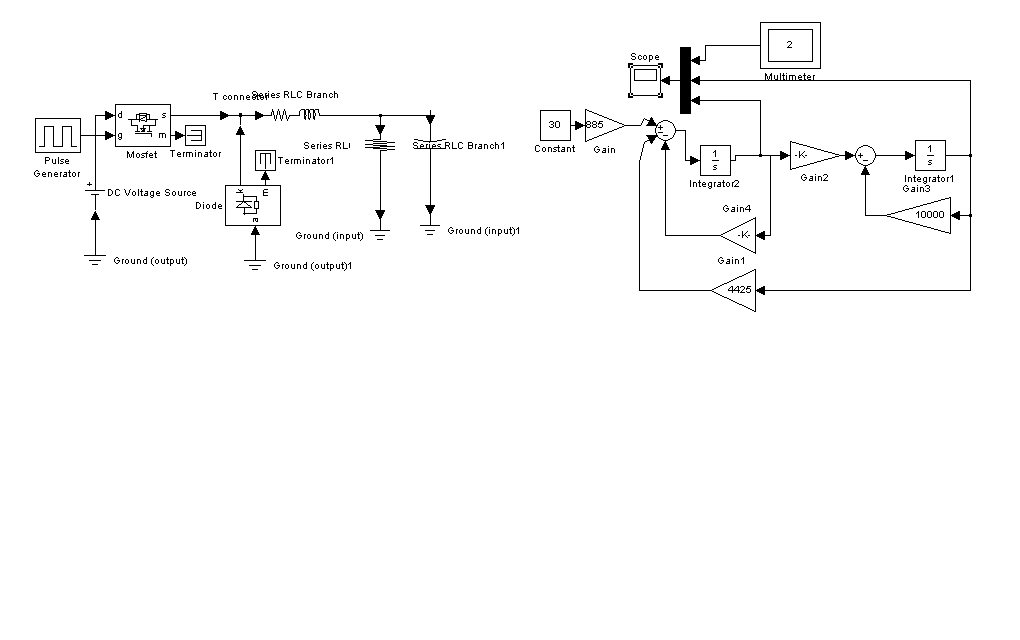 2
Scope
Multimeter
T connector
Series RLC Branch
d
s
g
m
Mosfet
Terminator
Pulse
Generator
Series RL
Series RLC Branch1
Terminator1
+
DC Voltage Source
k
m
Diode
a
Ground (output)
Ground (output)1
Ground (input)
Ground (input)1
30
Constant
885
Gain
+
−
−
1
s
Integrator2
-K-
Gain2
+
−
1
s
Integrator1
Gain3
10000
Gain4
-K-
Gain1
4425